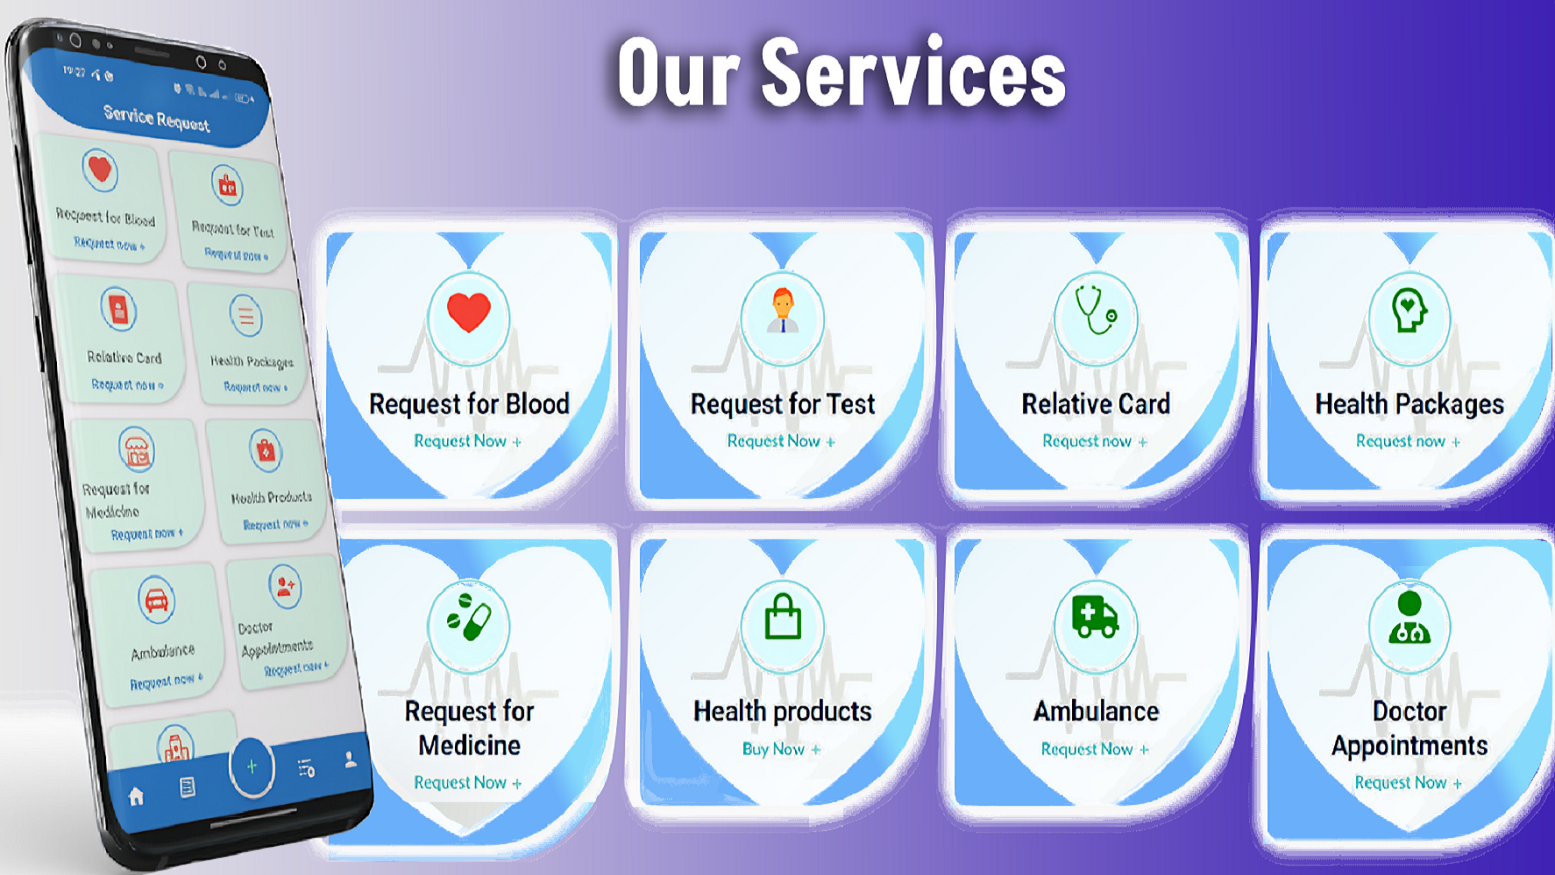 Our Services
19:27
Service Request
Request for Blood
Request now +
Request for Test
Request now +
Relative Card
Request now +
Health Packages
Request now +
Request for
Medicine
Request now +
Health Products
Request now +
Ambulance
Request now +
Doctor
Appointments
Request now +
Request for Blood
Request Now +
Request for Test
Request Now +
Relative Card
Request now +
Health Packages
Request now +
Request for
Medicine
Request Now +
Health products
Buy Now +
Ambulance
Request Now +
Doctor
Appointments
Request Now +